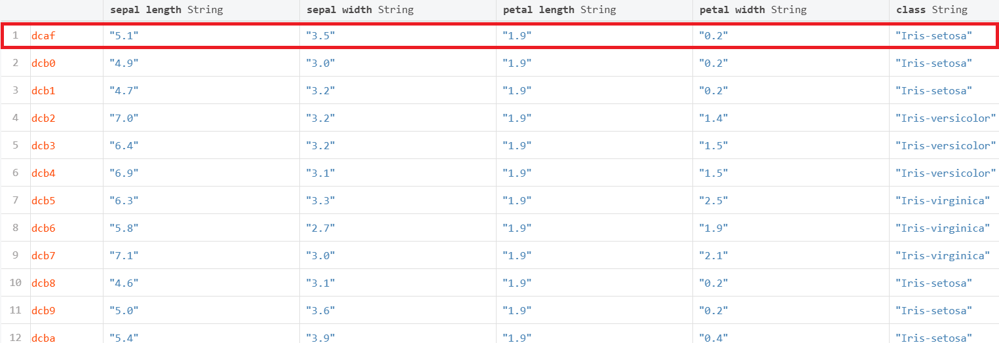 sepal length String sepal width String petal length String petal width String class String
1 dcaf "5.1" "3.5" "1.9" "0.2" "Iris-setosa"
2 dcb0 "4.9" "3.0" "1.9" "0.2" "Iris-setosa"
3 dcb1 "4.7" "3.2" "1.9" "0.2" "Iris-setosa"
4 dcb2 "7.0" "3.2" "1.9" "1.4" "Iris-versicolor"
5 dcb3 "6.4" "3.2" "1.9" "1.5" "Iris-versicolor"
6 dcb4 "6.9" "3.1" "1.9" "1.5" "Iris-versicolor"
7 dcb5 "6.3" "3.3" "1.9" "2.5" "Iris-virginica"
8 dcb6 "5.8" "2.7" "1.9" "1.9" "Iris-virginica"
9 dcb7 "7.1" "3.0" "1.9" "2.1" "Iris-virginica"
10 dcb8 "4.6" "3.1" "1.9" "0.2" "Iris-setosa"
11 dcb9 "5.0" "3.6" "1.9" "0.2" "Iris-setosa"
12 dcba "5.4" "3.9" "1.9" "0.4" "Iris-setosa"